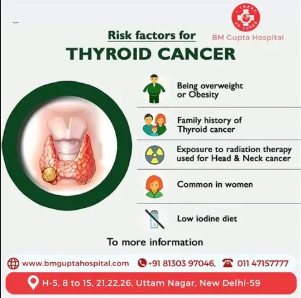 Risk factors for
THYROID CANCER
BM Gupta Hospital
Being overweight
or Obesity
Family history of
Thyroid cancer
Exposure to radiation therapy
used for Head & Neck cancer
Common in women
Low iodine diet
To more information
www.bmguptahospital.com
+91 81303 97046,
011 47157777
H-5, 8 to 15, 21,22,26, Uttam Nagar, New Delhi-59